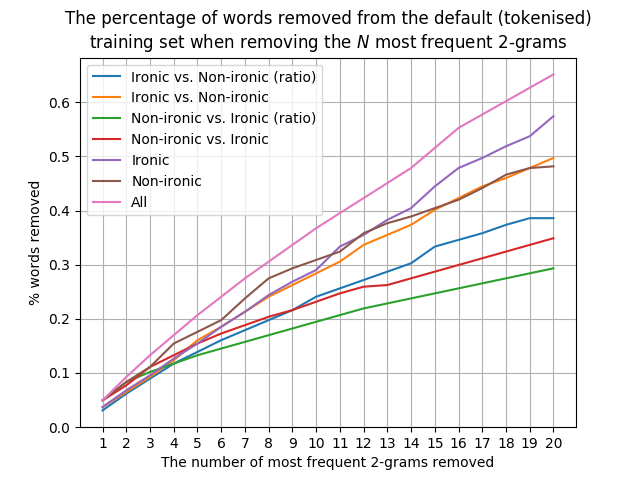 The percentage of words removed from the default (tokenised)
training set when removing the N most frequent 2-grams
Ironic vs. Non-ironic (ratio)
Ironic vs. Non-ironic
Non-ironic vs. Ironic (ratio)
Non-ironic vs. Ironic
Ironic
Non-ironic
All
% words removed
0.6
0.5
0.4
0.3
0.2
0.1
0.0
1 2 3 4 5 6 7 8 9 10 11 12 13 14 15 16 17 18 19 20
The number of most frequent 2-grams removed